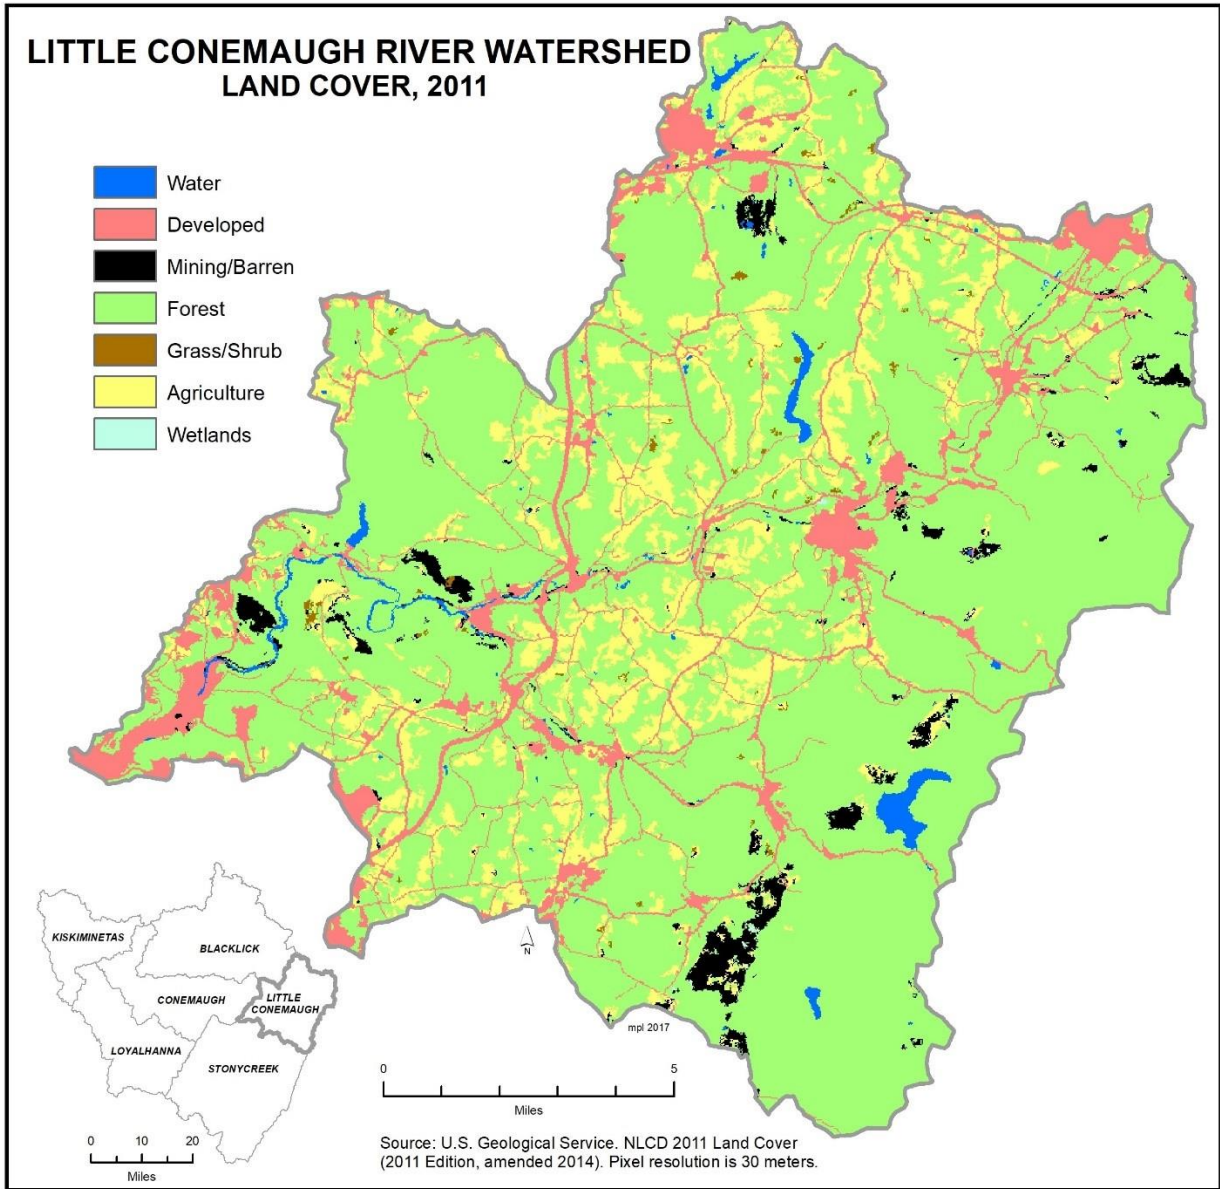 LITTLE CONEMAUGH RIVER WATERSHED
LAND COVER, 2011
Water
Developed
Mining/Barren
Forest
Grass/Shrub
Agriculture
Wetlands
KISKIMINETAS
BLACKLICK
CONEMAUGH
LITTLE
CONEMAUGH
LOYALHANNA
STONYCREEK
0 10 20
Miles
N
mpl 2017
0 5
Miles
Source: U.S. Geological Service. NLCD 2011 Land Cover
(2011 Edition, amended 2014). Pixel resolution is 30 meters.